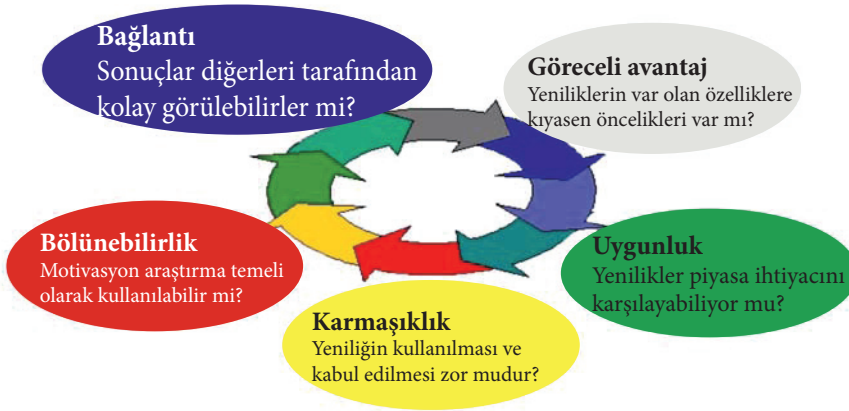 Bağlantı
Sonuçlar diğerleri tarafından
kolay görülebilirler mi?
Göreceli avantaj
Yeniliklerin var olan özelliklere
kıyasen öncelikleri var mı?
Bölünebilirlik
Motivasyon araştırma temeli
olarak kullanılabilir mi?
Uygunluk
Yenilikler piyasa ihtiyacını
karşılayabiliyor mu?
Karmaşıklık
Yeniliğin kullanılması ve
kabul edilmesi zor mudur?